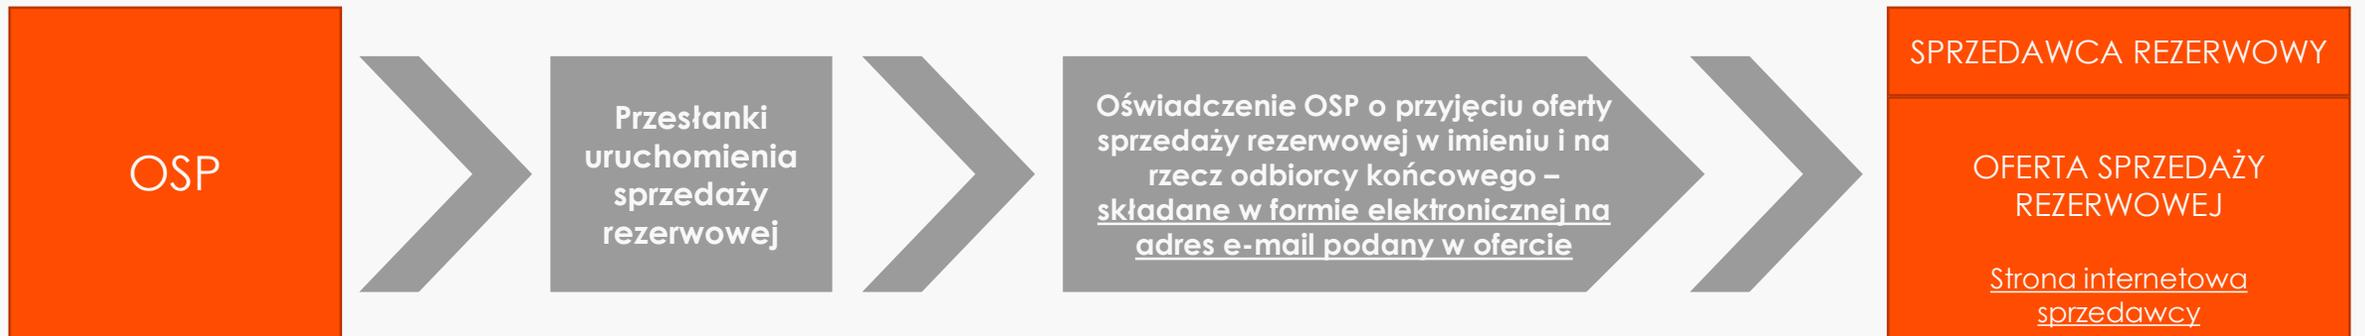 OSP
Przesłanki
uruchomienia
sprzedaży
rezerwowej
Oświadczenie OSP o przyjęciu oferty
sprzedaży rezerwowej w imieniu i na
rzecz odbiorcy końcowego –
składane w formie elektronicznej na
adres e-mail podany w ofercie
SPRZEDAWCA REZERWOWY
OFERTA SPRZEDAŻY
REZERWOWEJ
Strona internetowa
sprzedawcy